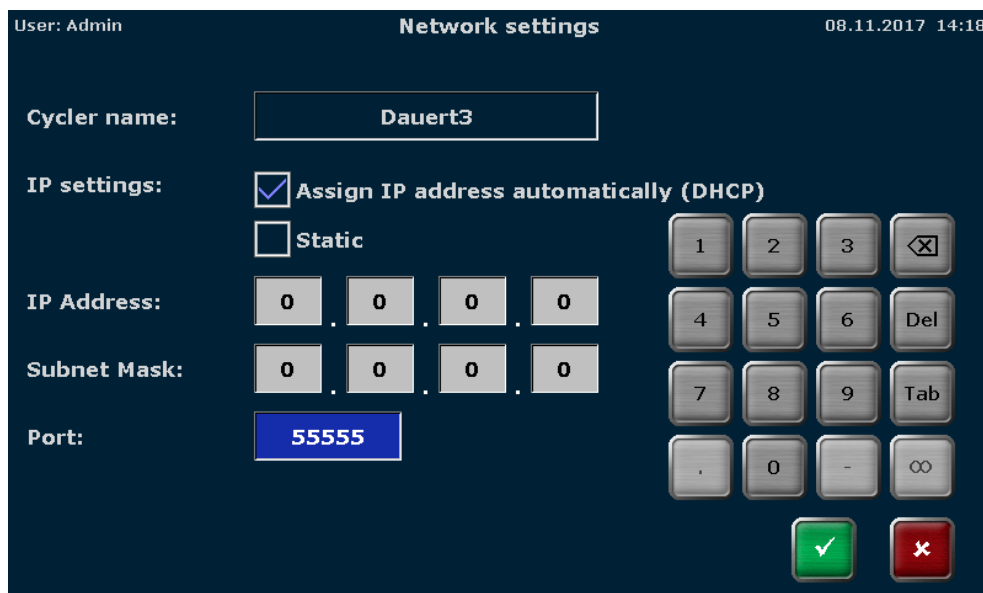 User: Admin Network settings 08.11.2017 14:18
Cycler name: Dauert3
IP settings: Assign IP address automatically (DHCP)
Static
1 2 3
IP Address: 0 . 0 . 0 . 0
4 5 6 Del
Subnet Mask: 0 . 0 . 0 . 0
7 8 9 Tab
Port: 55555
. 0 - ∞